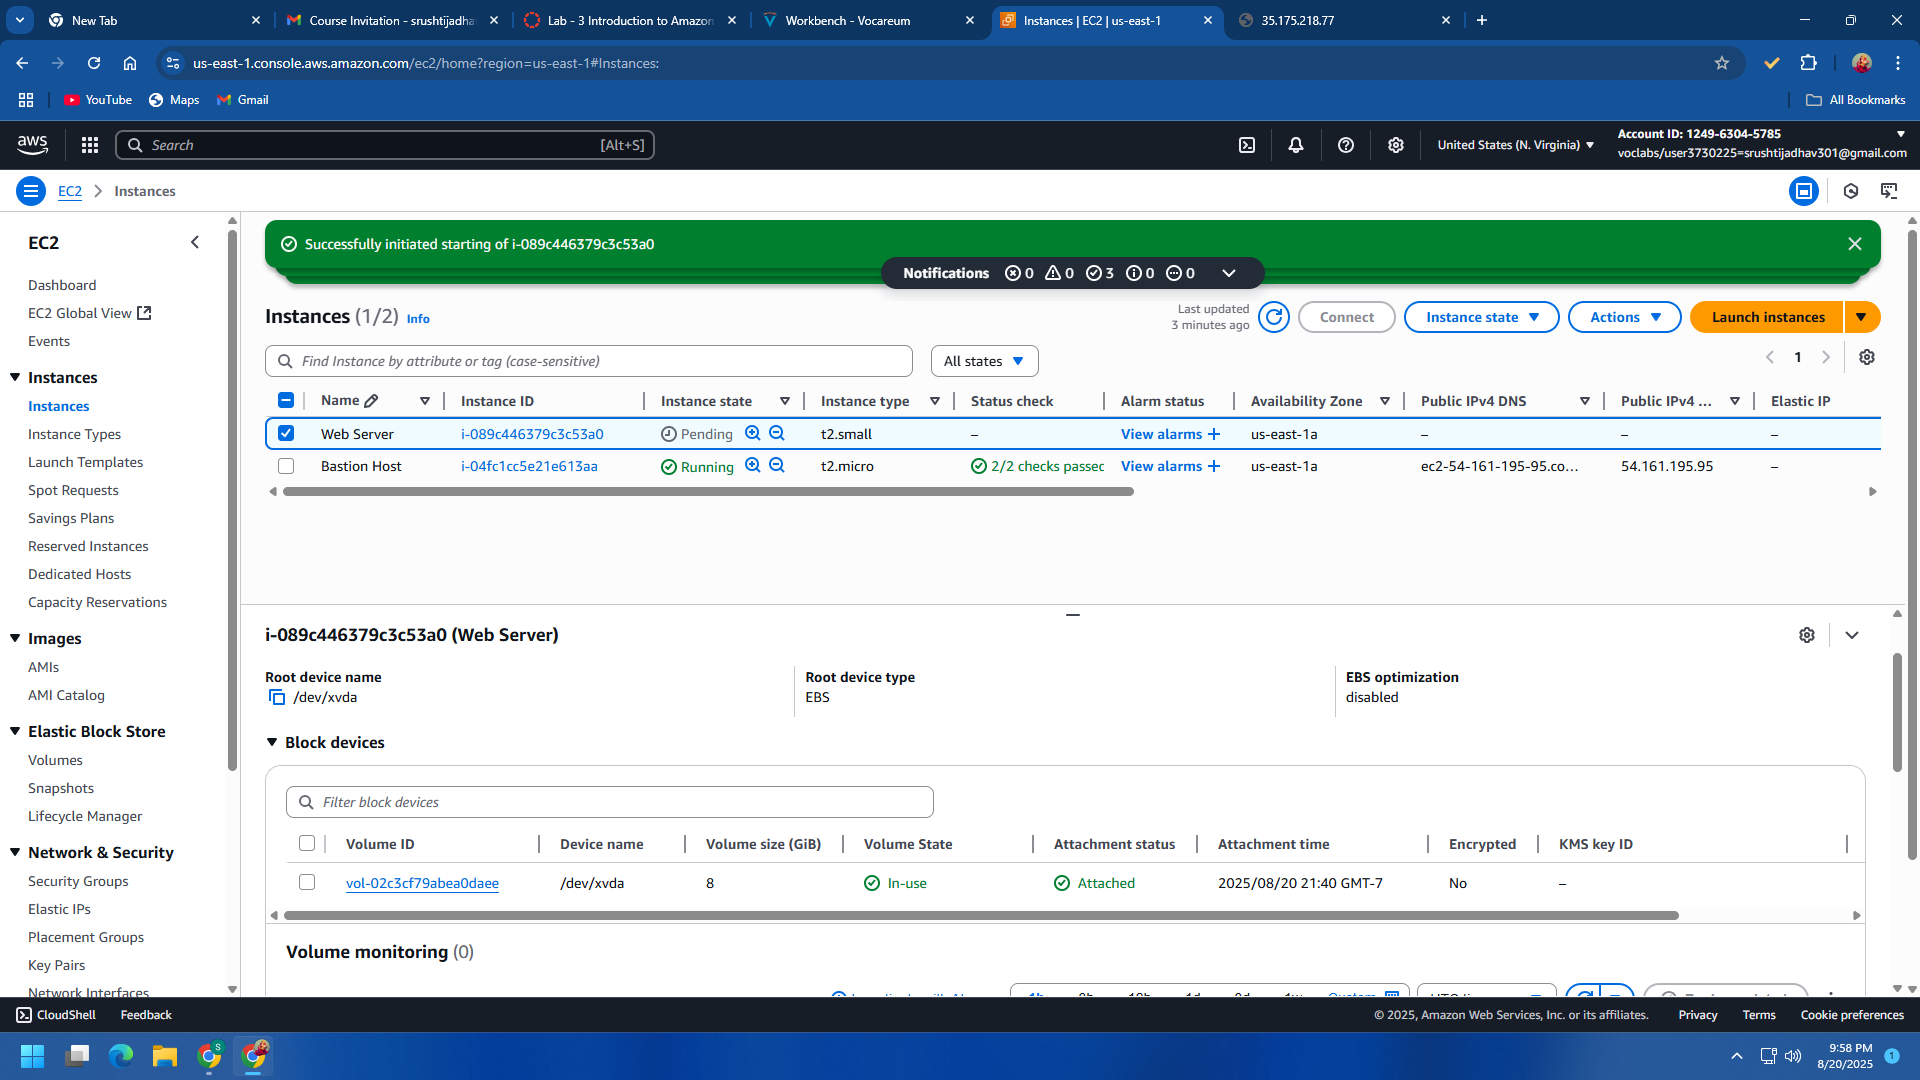 New Tab
Course Invitation - srushtijadha
Lab - 3 Introduction to Amazon
Workbench - Vocareum
Instances | EC2 | us-east-1
35.175.218.77
us-east-1.console.aws.amazon.com/ec2/home?region=us-east-1#Instances:
YouTube
Maps
Gmail
All Bookmarks
aws
Search
[Alt+S]
United States (N. Virginia)
Account ID: 1249-6304-5785
voclabs/user3730225=srushtijadhav301@gmail.com
EC2
Instances
EC2
Dashboard
EC2 Global View
Events
Instances
Instances
Instance Types
Launch Templates
Spot Requests
Savings Plans
Reserved Instances
Dedicated Hosts
Capacity Reservations
Images
AMIs
AMI Catalog
Elastic Block Store
Volumes
Snapshots
Lifecycle Manager
Network & Security
Security Groups
Elastic IPs
Placement Groups
Key Pairs
Network Interfaces
Successfully initiated starting of i-089c446379c3c53a0
Notifications 0 0 3 0 0
Instances (1/2) Info
Last updated
3 minutes ago
Connect
Instance state
Actions
Launch instances
Find Instance by attribute or tag (case-sensitive)
All states
1
Name Instance ID Instance state Instance type Status check Alarm status Availability Zone Public IPv4 DNS Public IPv4 ... Elastic IP
Web Server i-089c446379c3c53a0 Pending t2.small – View alarms + us-east-1a – – –
Bastion Host i-04fc1cc5e21e613aa Running t2.micro 2/2 checks passec View alarms + us-east-1a ec2-54-161-195-95.co... 54.161.195.95 –
i-089c446379c3c53a0 (Web Server)
Root device name
/dev/xvda
Root device type
EBS
EBS optimization
disabled
Block devices
Filter block devices
Volume ID Device name Volume size (GiB) Volume State Attachment status Attachment time Encrypted KMS key ID
vol-02c3cf79abea0daee /dev/xvda 8 In-use Attached 2025/08/20 21:40 GMT-7 No –
Volume monitoring (0)
CloudShell
Feedback
© 2025, Amazon Web Services, Inc. or its affiliates.
Privacy
Terms
Cookie preferences
S
9:58 PM
8/20/2025
1